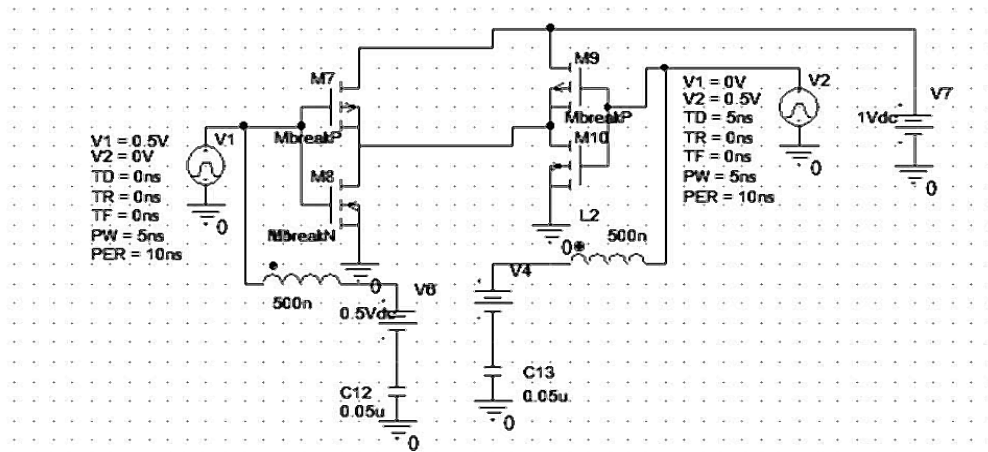 M7
MbreakP
V1
V1 = 0.5V
V2 = 0V
TD = 0ns
TR = 0ns
TF = 0ns
PW = 5ns
PER = 10ns
0
M8
0
500n
V6
0.5Vdc
C12
0.05u
0
M9
MbreakP
M10
0
L2
500n
V4
C13
0.05u
0
V1 = 0V
V2 = 0.5V
TD = 5ns
TR = 0ns
TF = 0ns
PW = 5ns
PER = 10ns
V2
0
V7
1Vdc
0